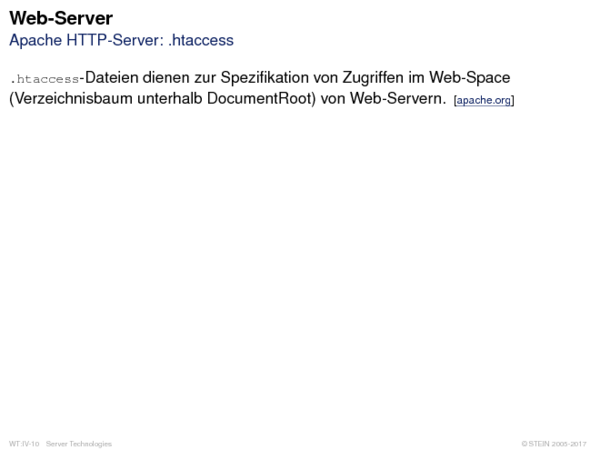 Web-Server
Apache HTTP-Server: .htaccess
.htaccess-Dateien dienen zur Spezifikation von Zugriffen im Web-Space
(Verzeichnisbaum unterhalb DocumentRoot) von Web-Servern. [apache.org]
WT:IV-10 Server Technologies
© STEIN 2005-2017